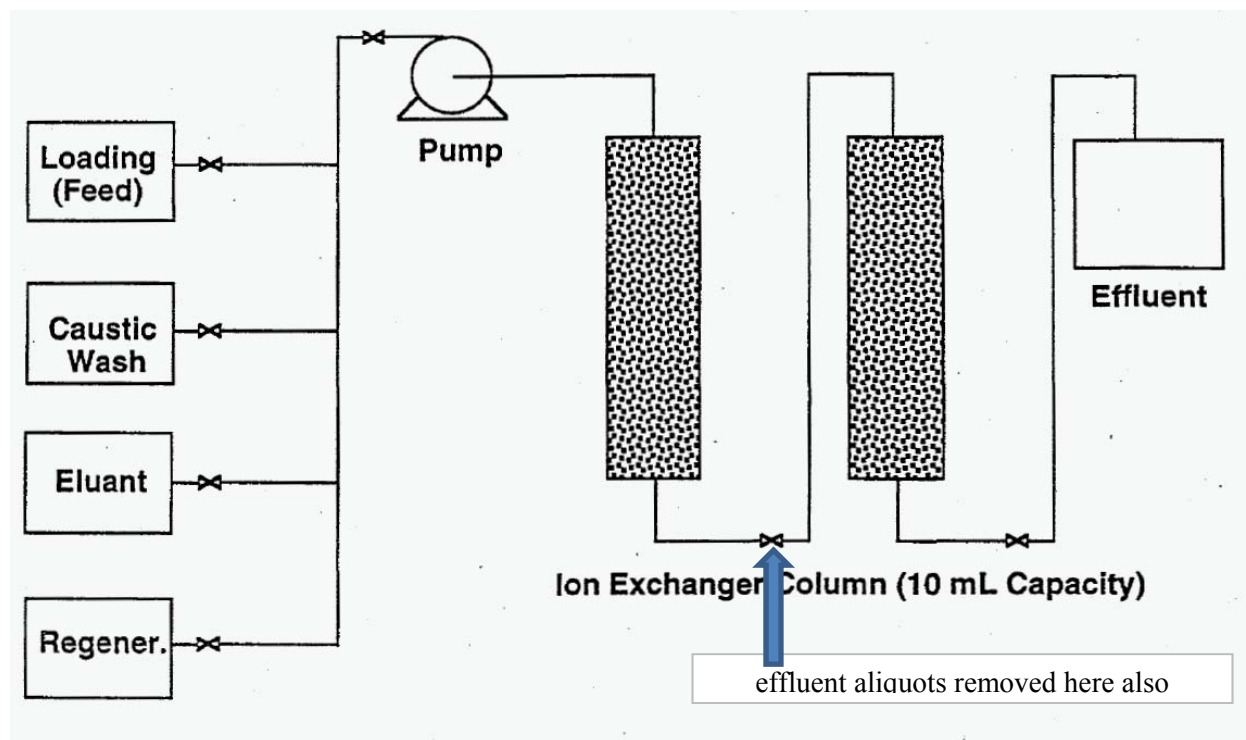 Loading
(Feed)
Caustic
Wash
Eluant
Regener.
Pump
Effluent
Ion Exchanger Column (10 mL Capacity)
effluent aliquots removed here also